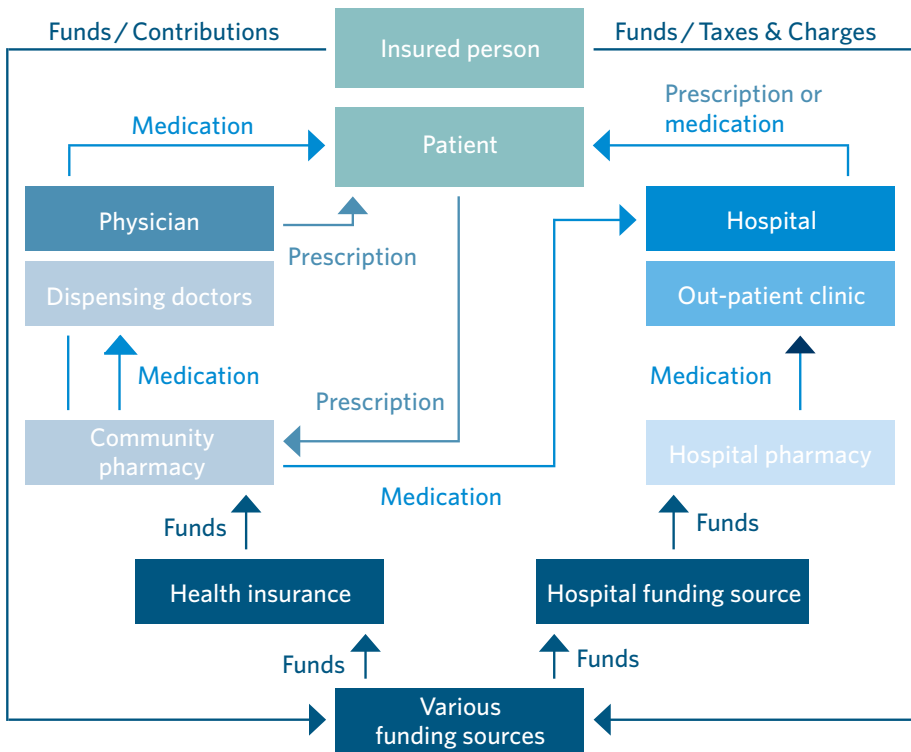 Funds / Contributions
Insured person
Funds / Taxes & Charges
Prescription or
medication
Medication
Patient
Physician
Prescription
Hospital
Dispensing doctors
Out-patient clinic
Medication
Medication
Prescription
Community
pharmacy
Hospital pharmacy
Medication
Funds
Funds
Health insurance
Hospital funding source
Funds
Funds
Various
funding sources